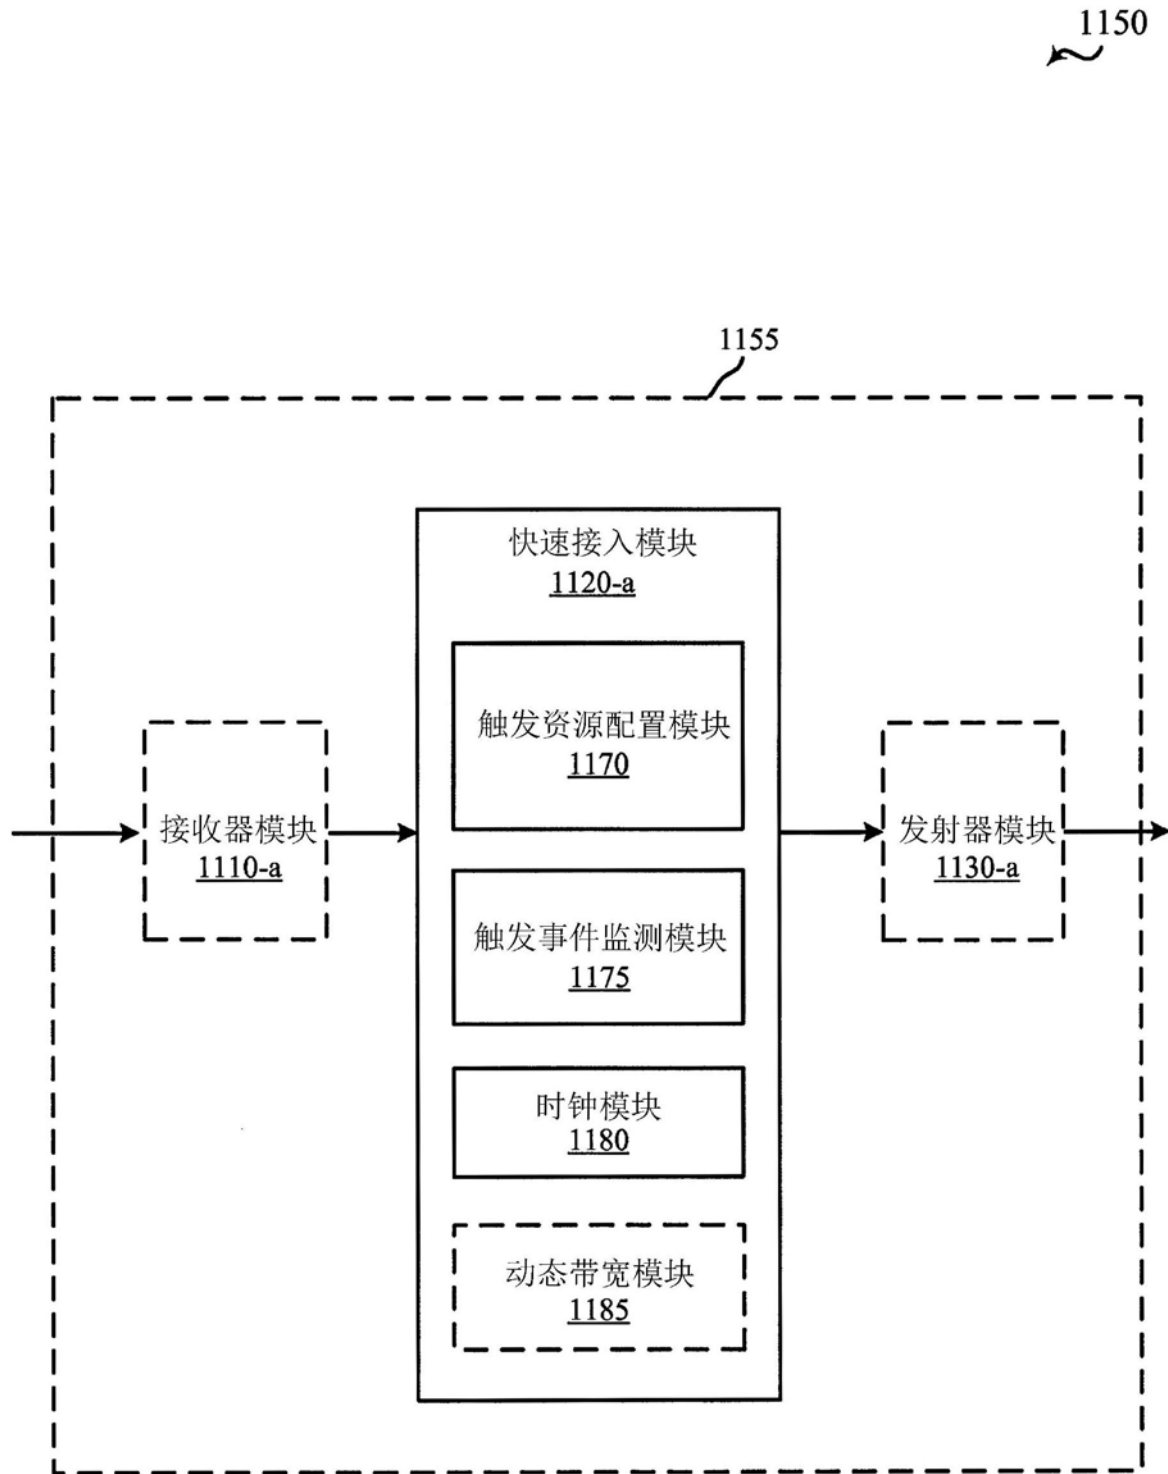 1150
1155
快速接入模块
1120-a
触发资源配置模块
1170
接收器模块
1110-a
发射器模块
1130-a
触发事件监测模块
1175
时钟模块
1180
动态带宽模块
1185